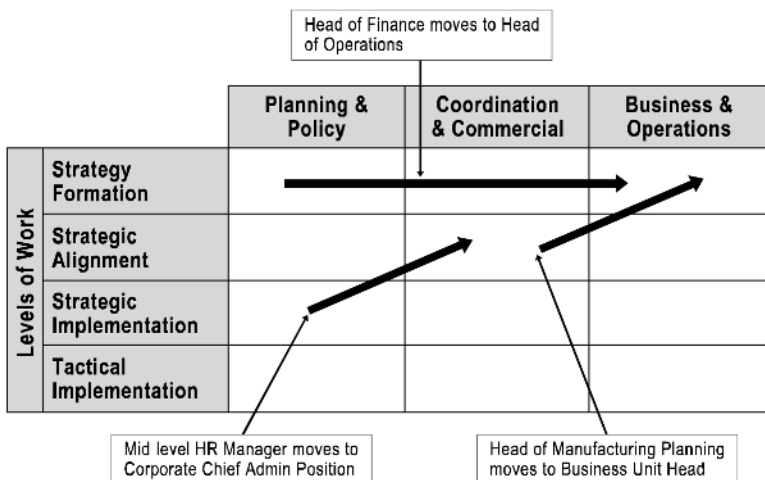 Head of Finance moves to Head
of Operations
Planning &
Policy
Coordination
& Commercial
Business &
Operations
Levels of Work
Strategy
Formation
Strategic
Alignment
Strategic
Implementation
Tactical
Implementation
Mid level HR Manager moves to
Corporate Chief Admin Position
Head of Manufacturing Planning
moves to Business Unit Head